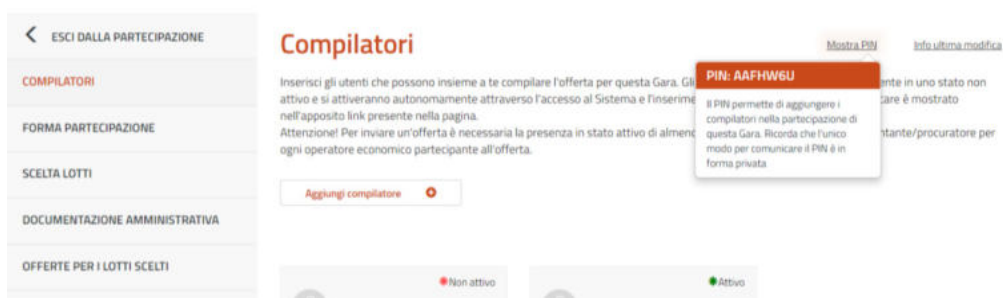 ESCI DALLA PARTECIPAZIONE
COMPILATORI
FORMA PARTECIPAZIONE
SCELTA LOTTI
DOCUMENTAZIONE AMMINISTRATIVA
OFFERTE PER I LOTTI SCELTI
Compilatori
Mostra PIN
Info ultima modifica
Inserisci gli utenti che possono insieme a te compilare l'offerta per questa Gara. Gli
ente in uno stato non
attivo e si attiveranno autonomamente attraverso l'accesso al Sistema e l'inserime
care è mostrato
nell'apposito link presente nella pagina.
Attenzione! Per inviare un'offerta è necessaria la presenza in stato attivo di almeno
ntante/procuratore per
ogni operatore economico partecipante all'offerta.
PIN: AAFHW6U
Il PIN permette di aggiungere i
compilatori nella partecipazione di
questa Gara. Ricorda che l'unico
modo per comunicare il PIN è in
forma privata
Aggiungi compilatore
Non attivo
Attivo